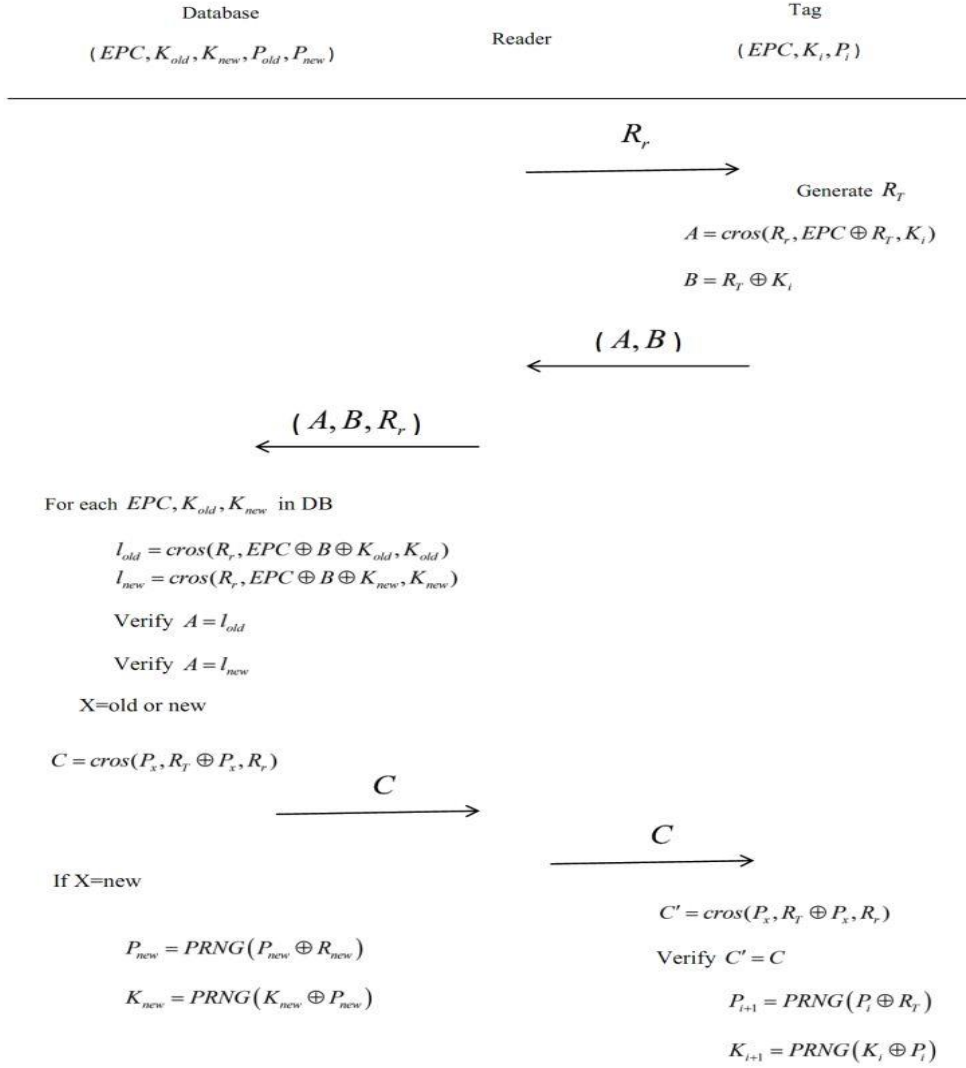 Database
Reader
Tag
(EPC, K_old, K_new, P_old, P_new)
(EPC, K_i, P_i)
R_r
Generate R_T
A = cros(R_r, EPC ⊕ R_T, K_i)
B = R_T ⊕ K_i
(A, B)
(A, B, R_r)
For each EPC, K_old, K_new in DB
l_old = cros(R_r, EPC ⊕ B ⊕ K_old, K_old)
l_new = cros(R_r, EPC ⊕ B ⊕ K_new, K_new)
Verify A = l_old
Verify A = l_new
X=old or new
C = cros(P_x, R_T ⊕ P_x, R_r)
C
C
If X=new
P_new = PRNG(P_new ⊕ R_new)
K_new = PRNG(K_new ⊕ P_new)
C′ = cros(P_x, R_T ⊕ P_x, R_r)
Verify C′ = C
P_i+1 = PRNG(P_i ⊕ R_T)
K_i+1 = PRNG(K_i ⊕ P_i)